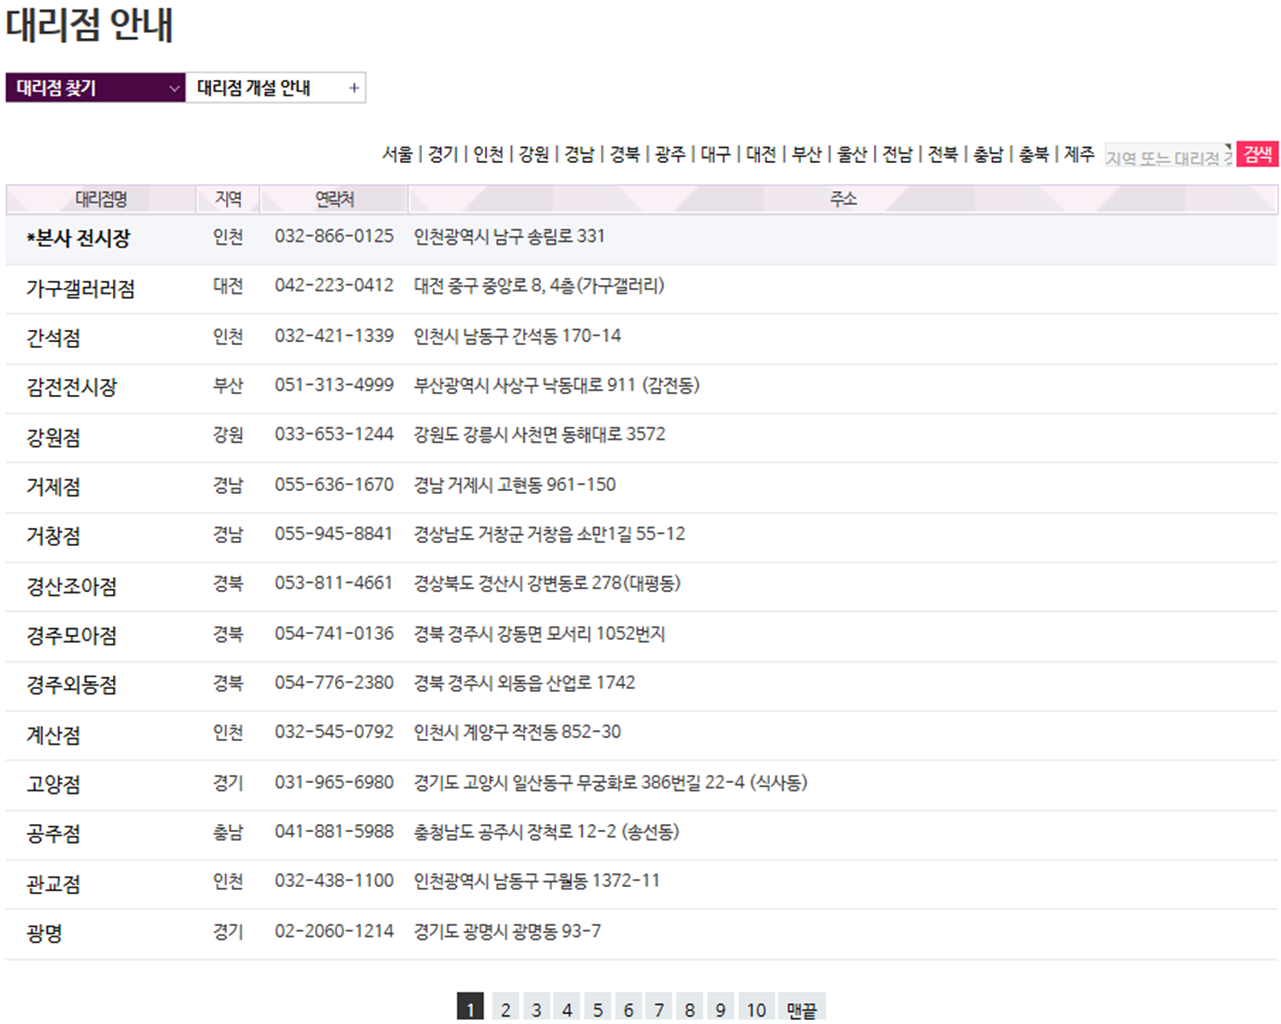 대리점 안내
대리점 찾기 대리점 개설 안내 +
서울 | 경기 | 인천 | 강원 | 경남 | 경북 | 광주 | 대구 | 대전 | 부산 | 울산 | 전남 | 전북 | 충남 | 충북 | 제주 지역 또는 대리점 검색
대리점명 지역 연락처 주소
*본사 전시장 인천 032-866-0125 인천광역시 남구 송림로 331
가구갤러러점 대전 042-223-0412 대전 중구 중앙로 8, 4층(가구갤러리)
간석점 인천 032-421-1339 인천시 남동구 간석동 170-14
감전전시장 부산 051-313-4999 부산광역시 사상구 낙동대로 911 (감전동)
강원점 강원 033-653-1244 강원도 강릉시 사천면 동해대로 3572
거제점 경남 055-636-1670 경남 거제시 고현동 961-150
거창점 경남 055-945-8841 경상남도 거창군 거창읍 소만1길 55-12
경산조아점 경북 053-811-4661 경상북도 경산시 강변동로 278(대평동)
경주모아점 경북 054-741-0136 경북 경주시 강동면 모서리 1052번지
경주외동점 경북 054-776-2380 경북 경주시 외동읍 산업로 1742
계산점 인천 032-545-0792 인천시 계양구 작전동 852-30
고양점 경기 031-965-6980 경기도 고양시 일산동구 무궁화로 386번길 22-4 (식사동)
공주점 충남 041-881-5988 충청남도 공주시 장척로 12-2 (송선동)
관교점 인천 032-438-1100 인천광역시 남동구 구월동 1372-11
광명 경기 02-2060-1214 경기도 광명시 광명동 93-7
1 2 3 4 5 6 7 8 9 10 맨끝